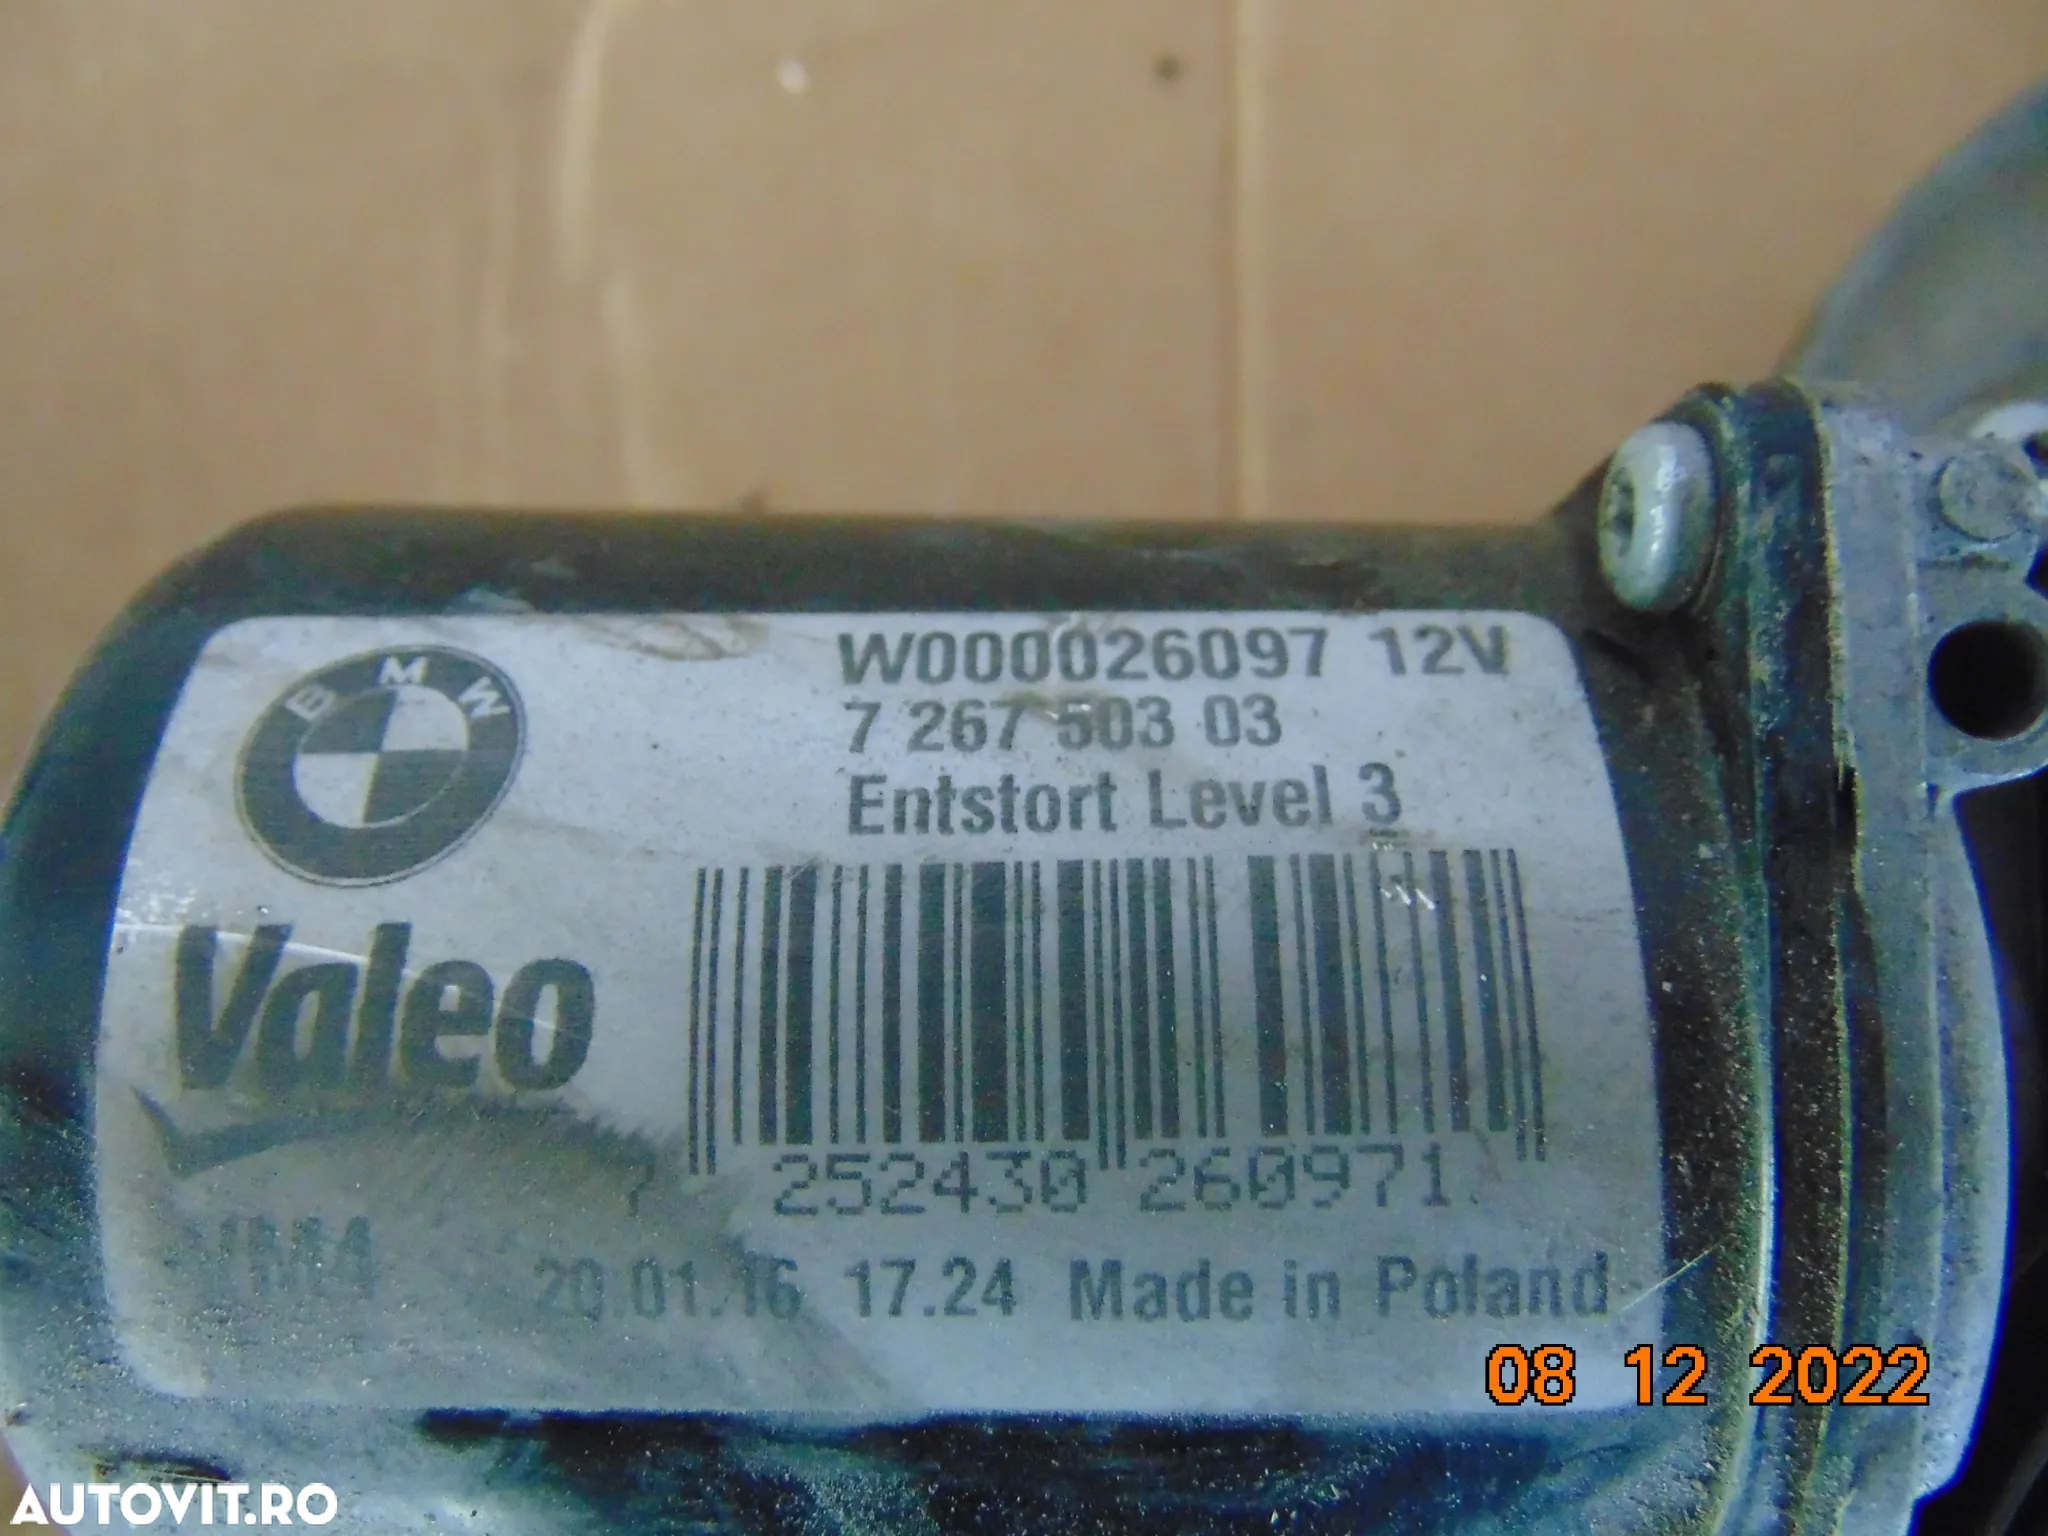 BMW
W000026097 12V
7 267 503 03
Entstort Level 3
Valeo
7 252430 260971
20.01.16 17.24 Made in Poland
08 12 2022
AUTOVIT.RO